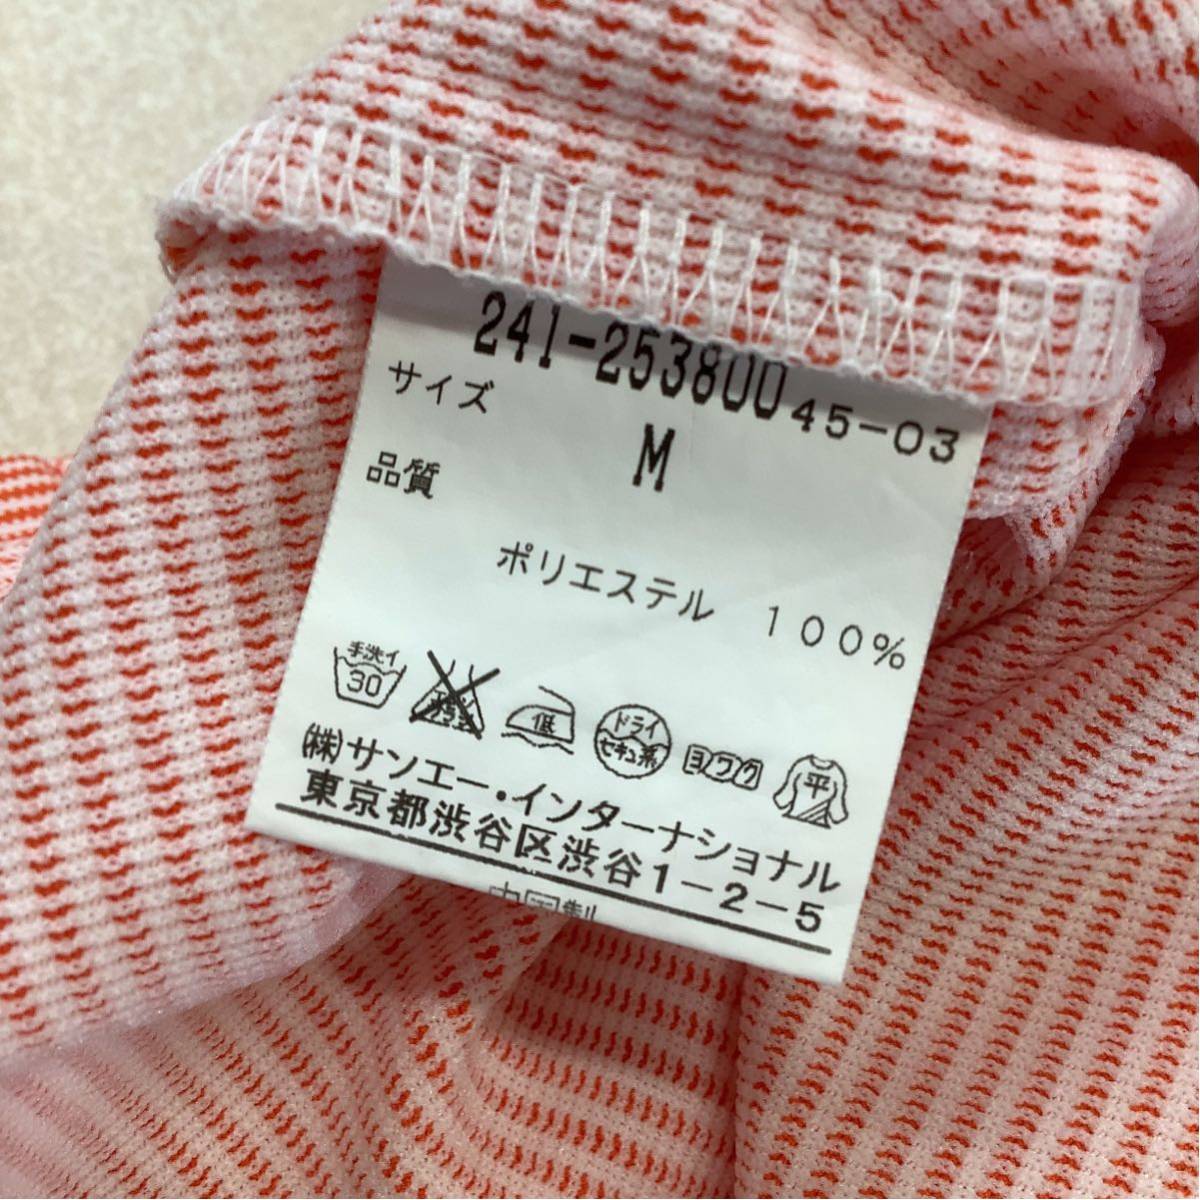 241-253800 45-03
サイズ M
品質
ポリエステル 100%
手洗イ 30 低 ドライ セキユ系 ヨワク 平
(株)サンエー・インターナショナル
東京都渋谷区渋谷1-2-5
中国製